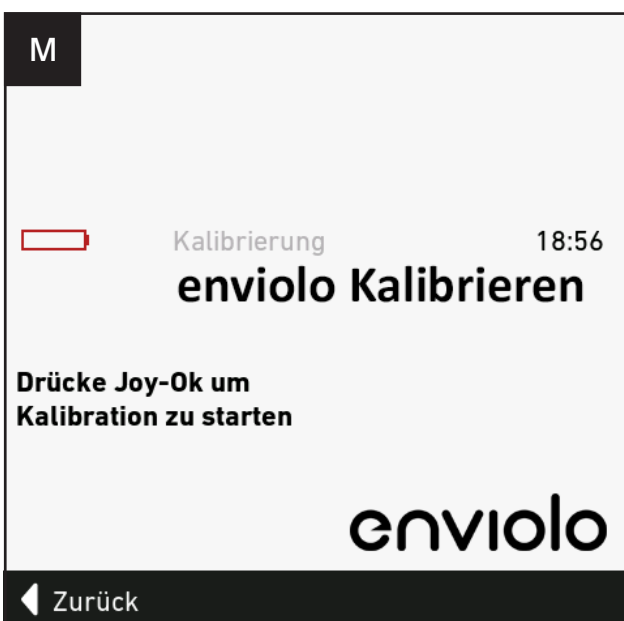 M
Kalibrierung 18:56
enviolo Kalibrieren
Drücke Joy-Ok um
Kalibration zu starten
enviolo
Zurück